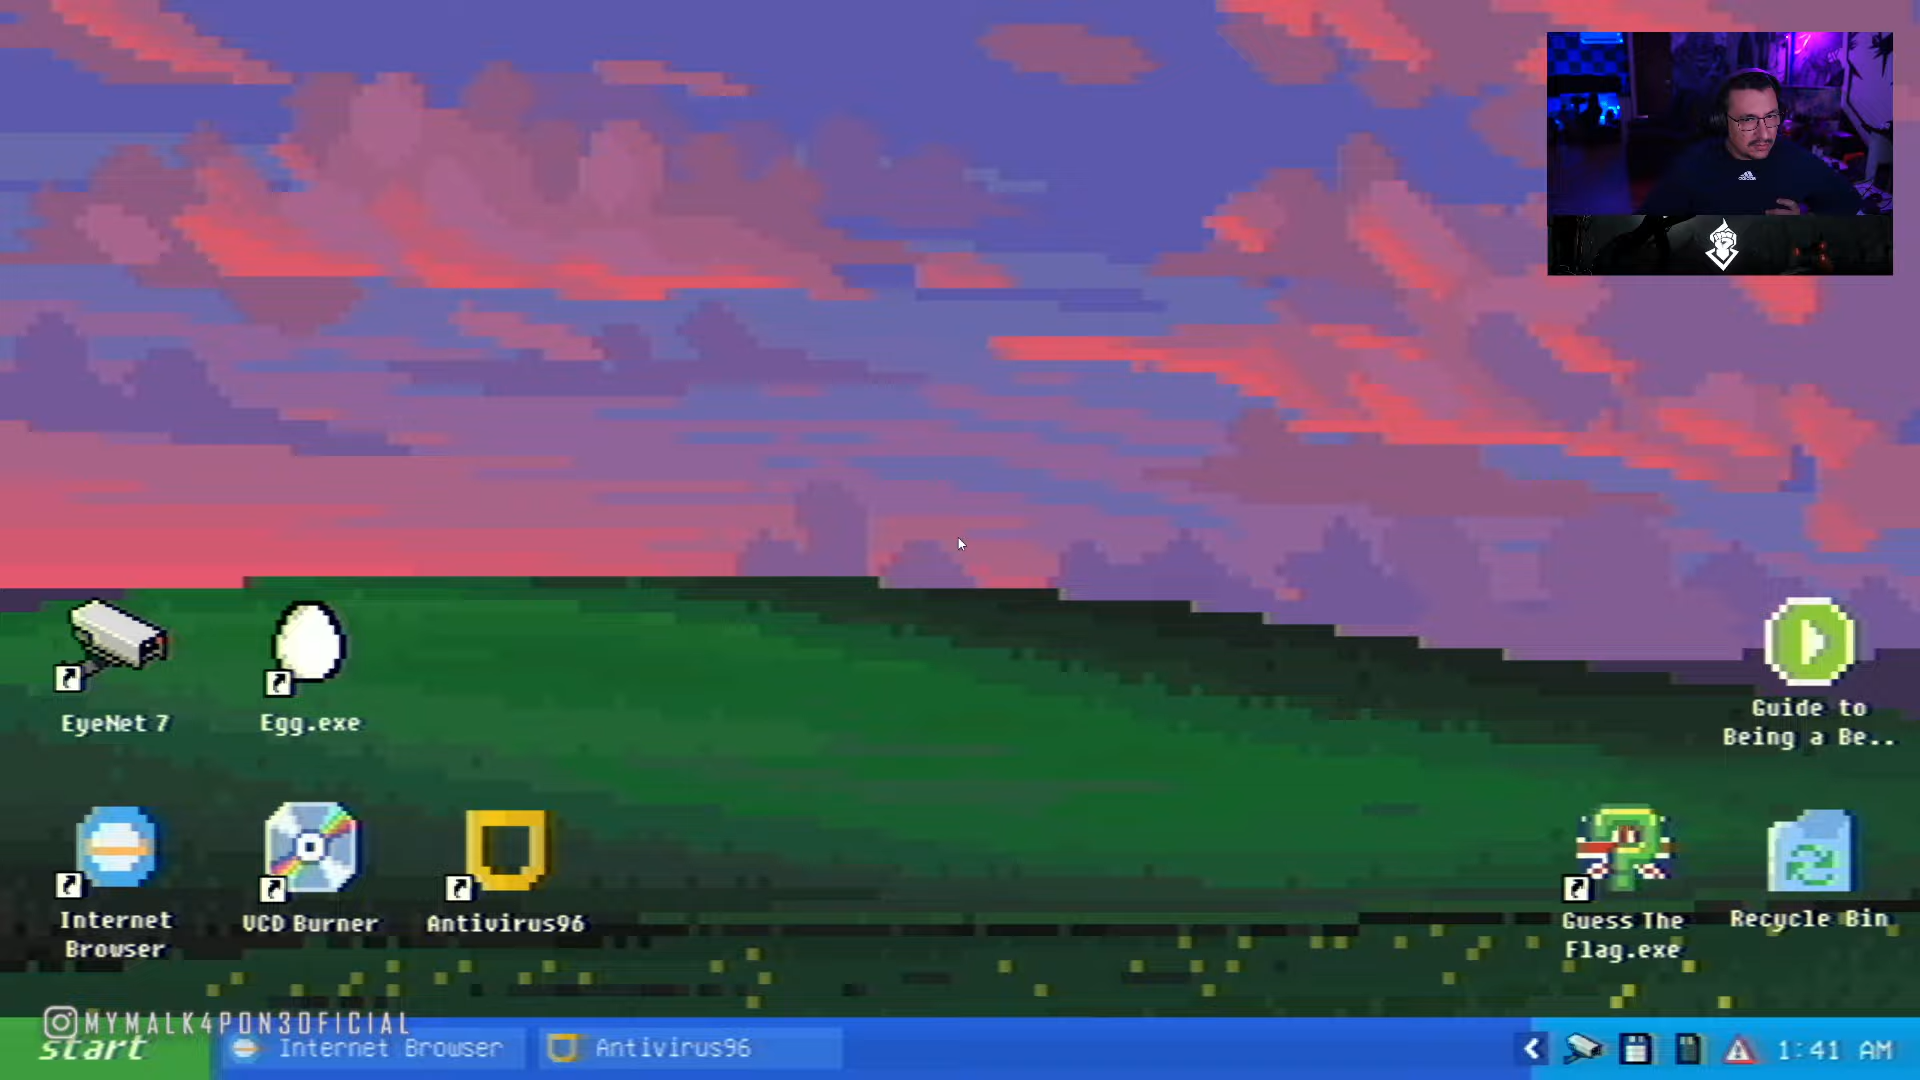 EyeNet 7
Egg.exe
Guide to
Being a Be..
Internet
Browser
VCD Burner
Antivirus96
Guess The
Flag.exe
Recycle Bin
MYMALK4PON3OFICIAL
start
Internet Browser
Antivirus96
1:41 AM